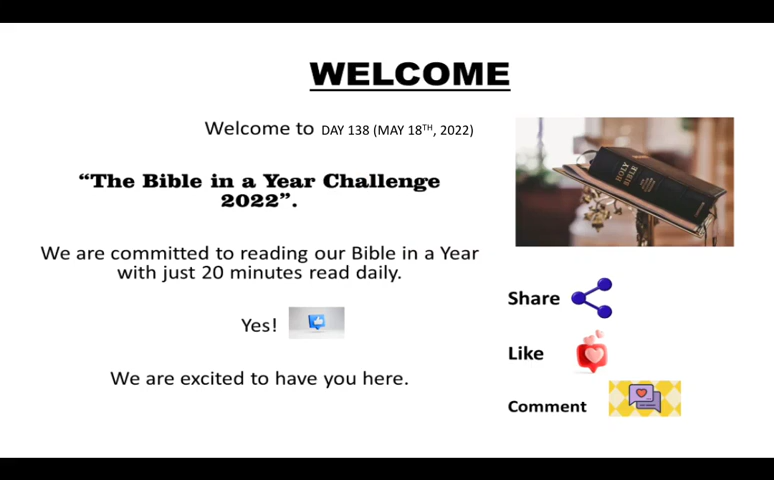 WELCOME
Welcome to DAY 138 (MAY 18TH, 2022)
“The Bible in a Year Challenge
2022”.
We are committed to reading our Bible in a Year
with just 20 minutes read daily.
Yes!
We are excited to have you here.
HOLY
BIBLE
Share
Like
Comment